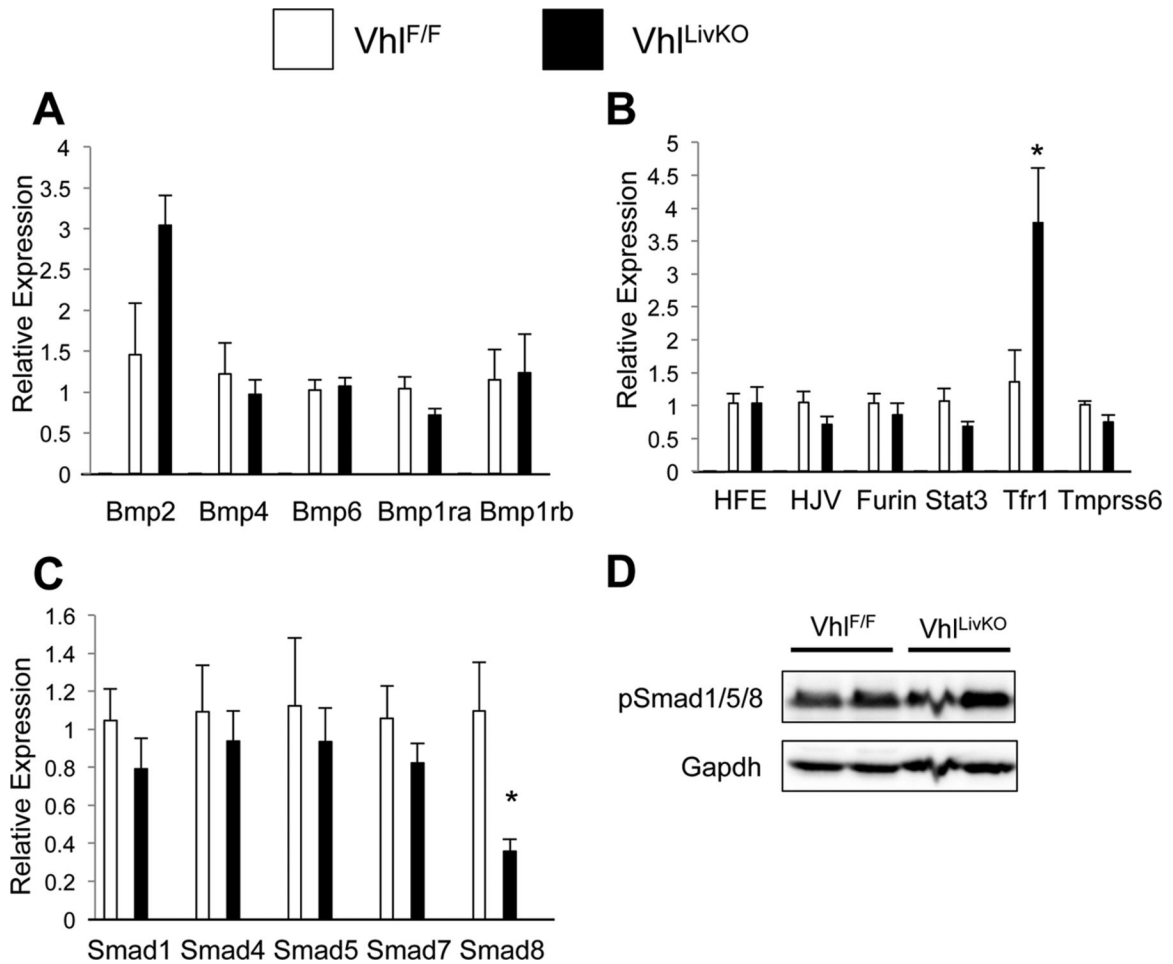 Vhl^F/F Vhl^LivKO
A
Relative Expression
4
3.5
3
2.5
2
1.5
1
0.5
0
Bmp2 Bmp4 Bmp6 Bmp1ra Bmp1rb
B
Relative Expression
5
4.5
4
3.5
3
2.5
2
1.5
1
0.5
0
*
HFE HJV Furin Stat3 Tfr1 Tmprss6
C
Relative Expression
1.6
1.4
1.2
1
0.8
0.6
0.4
0.2
0
*
Smad1 Smad4 Smad5 Smad7 Smad8
D
Vhl^F/F Vhl^LivKO
pSmad1/5/8
Gapdh